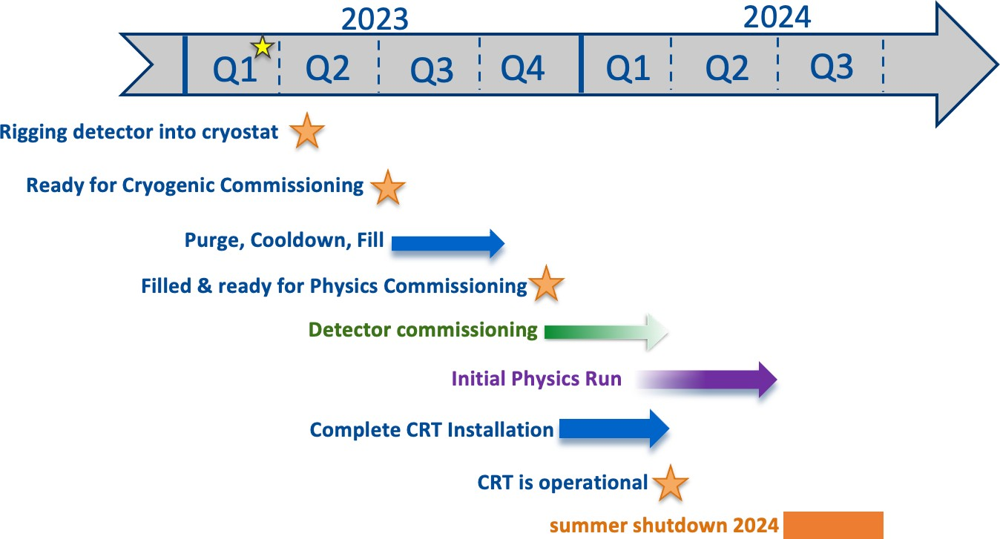 2023 2024
Q1 Q2 Q3 Q4 Q1 Q2 Q3
Rigging detector into cryostat
Ready for Cryogenic Commissioning
Purge, Cooldown, Fill
Filled & ready for Physics Commissioning
Detector commissioning
Initial Physics Run
Complete CRT Installation
CRT is operational
summer shutdown 2024